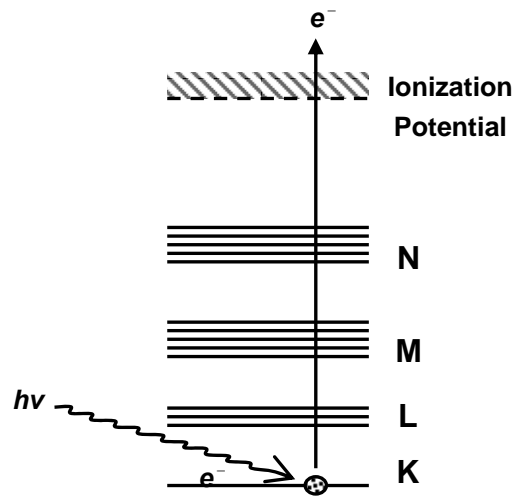 e⁻
Ionization
Potential
N
M
hv
L
K
e⁻